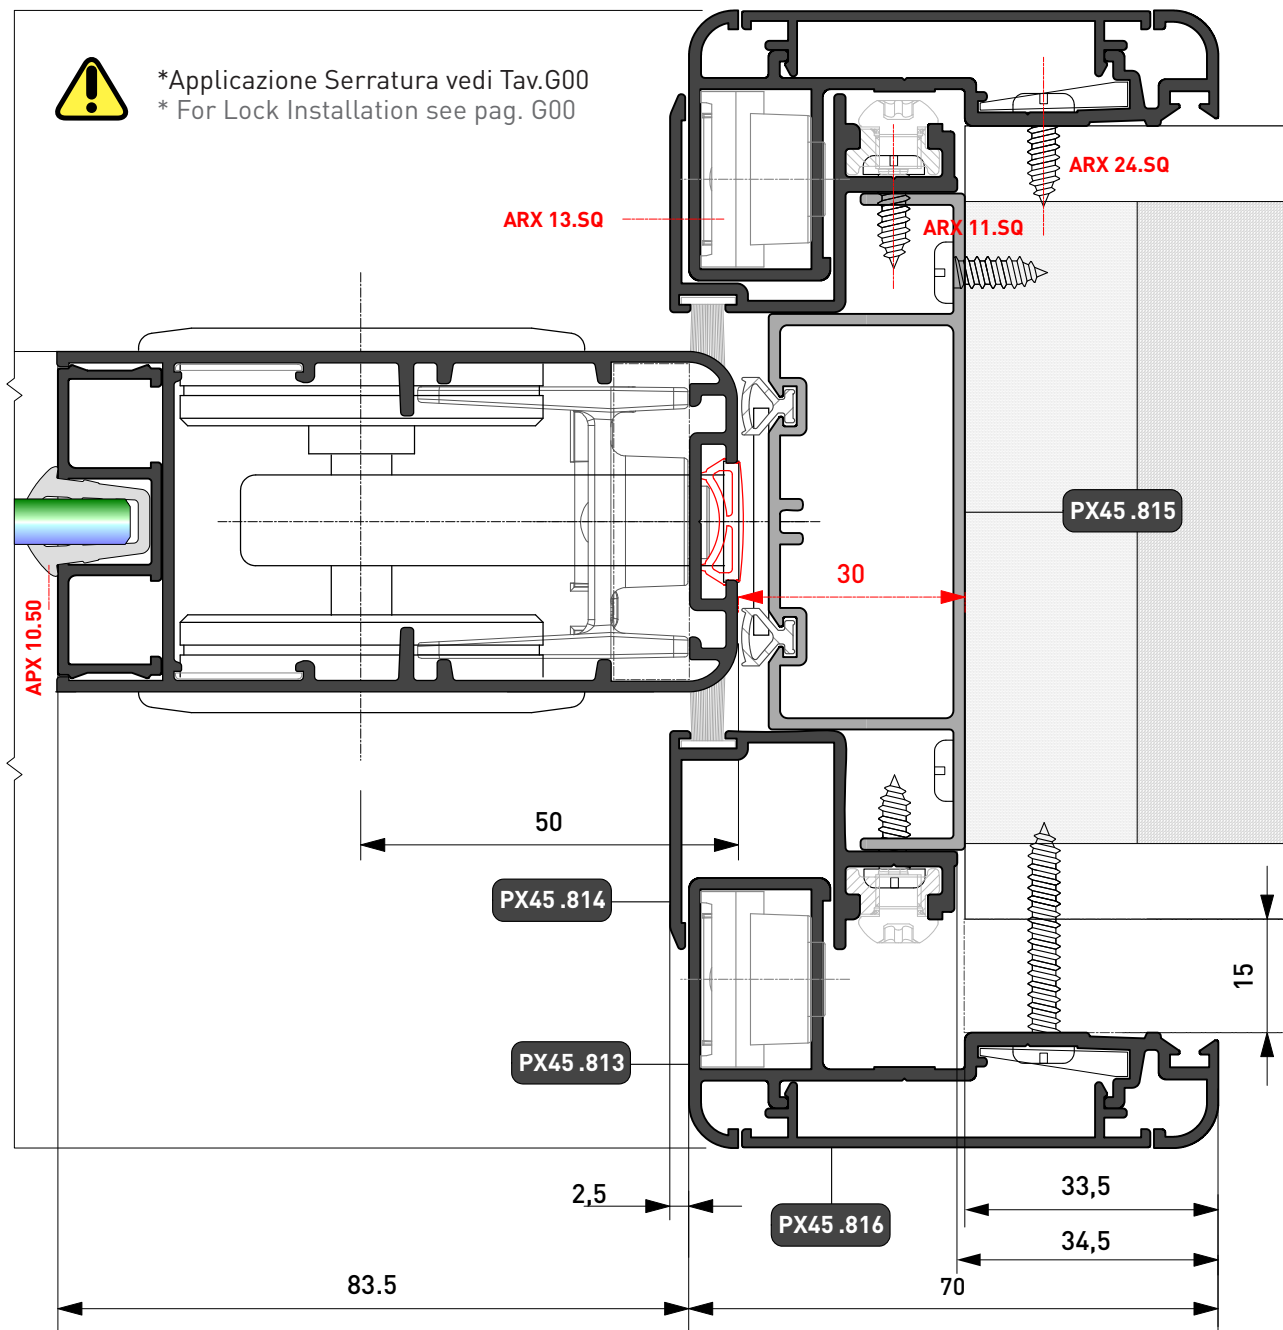 *Applicazione Serratura vedi Tav.G00
* For Lock Installation see pag. G00
ARX 24.SQ
ARX 13.SQ
ARX 11.SQ
PX45 .815
30
APX 10.50
50
PX45 .814
15
PX45 .813
2,5
33,5
PX45 .816
34,5
83.5
70